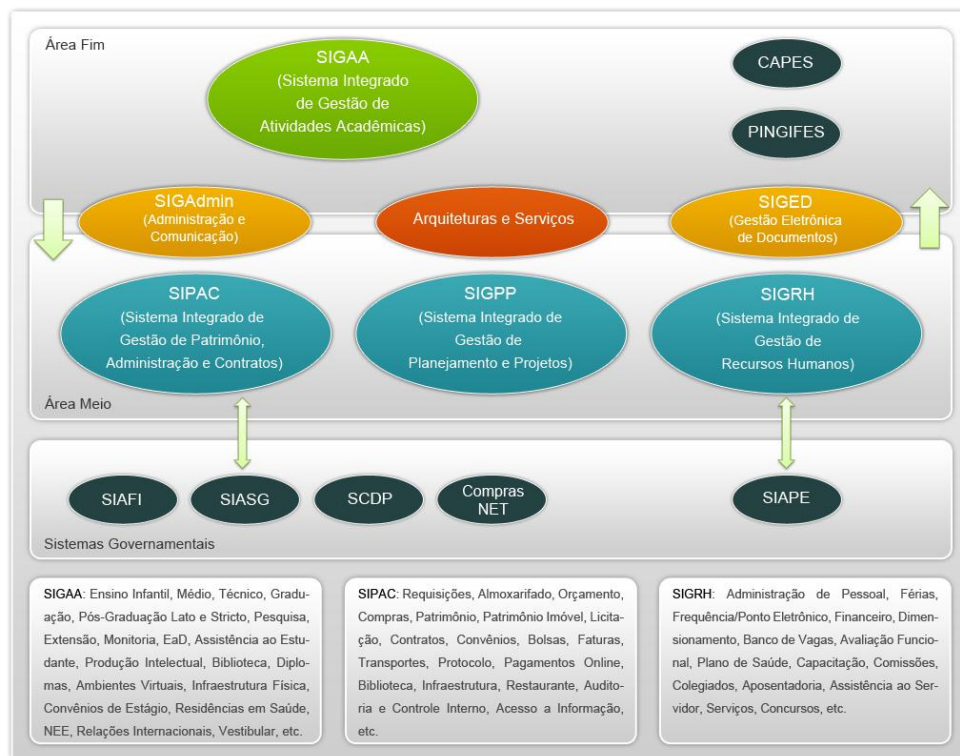 Área Fim
SIGAA
(Sistema Integrado
de Gestão de
Atividades Acadêmicas)
CAPES
PINGIFES
SIGAdmin
(Administração e
Comunicação)
Arquiteturas e Serviços
SIGED
(Gestão Eletrônica
de Documentos)
SIPAC
(Sistema Integrado de
Gestão de Patrimônio,
Administração e Contratos)
SIGPP
(Sistema Integrado de
Gestão de
Planejamento e Projetos)
SIGRH
(Sistema Integrado de
Gestão de
Recursos Humanos)
Área Meio
SIAFI
SIASG
SCDP
Compras
NET
SIAPE
Sistemas Governamentais
SIGAA: Ensino Infantil, Médio, Técnico, Gradu-
ação, Pós-Graduação Lato e Stricto, Pesquisa,
Extensão, Monitoria, EaD, Assistência ao Estu-
dante, Produção Intelectual, Biblioteca, Diplo-
mas, Ambientes Virtuais, Infraestrutura Física,
Convênios de Estágio, Residências em Saúde,
NEE, Relações Internacionais, Vestibular, etc.
SIPAC: Requisições, Almoxarifado, Orçamento,
Compras, Patrimônio, Patrimônio Imóvel, Licita-
ção, Contratos, Convênios, Bolsas, Faturas,
Transportes, Protocolo, Pagamentos Online,
Biblioteca, Infraestrutura, Restaurante, Audito-
ria e Controle Interno, Acesso a Informação,
etc.
SIGRH: Administração de Pessoal, Férias,
Frequência/Ponto Eletrônico, Financeiro, Dimen-
sionamento, Banco de Vagas, Avaliação Funcio-
nal, Plano de Saúde, Capacitação, Comissões,
Colegiados, Aposentadoria, Assistência ao Ser-
vidor, Serviços, Concursos, etc.